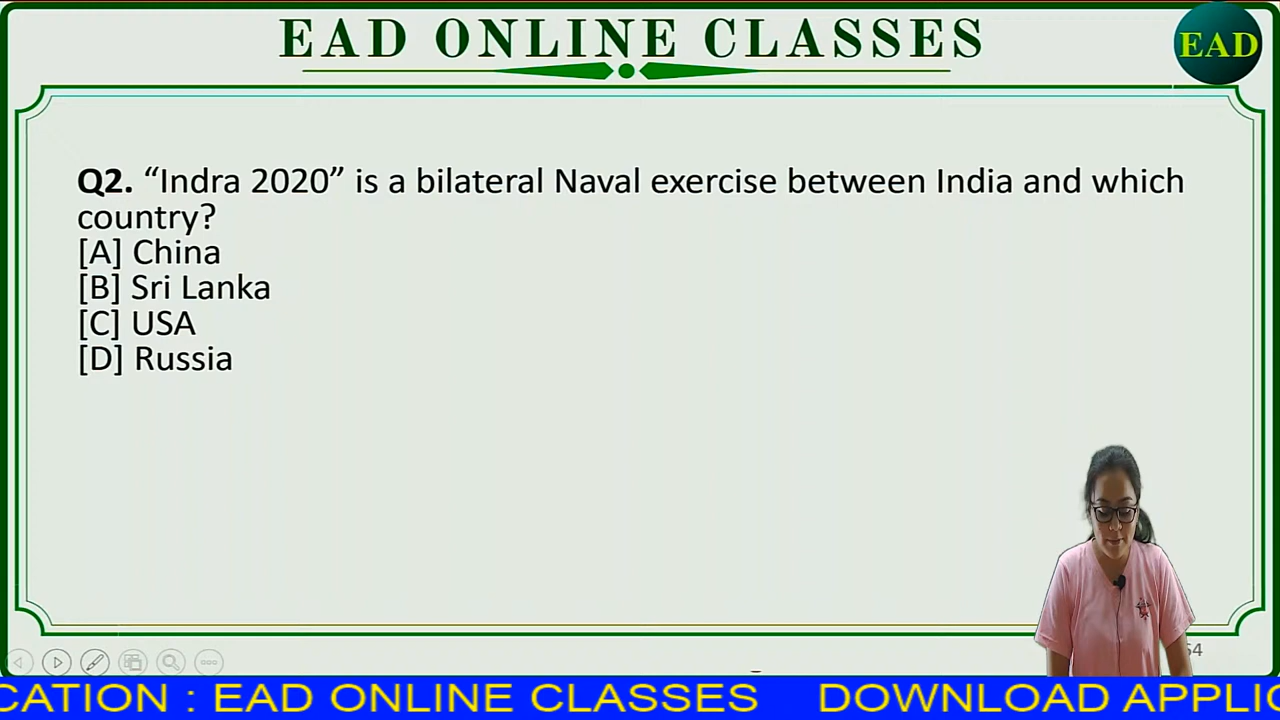 EAD ONLINE CLASSES
EAD
Q2. “Indra 2020” is a bilateral Naval exercise between India and which
country?
[A] China
[B] Sri Lanka
[C] USA
[D] Russia
54
CATION : EAD ONLINE CLASSES DOWNLOAD APPLIC